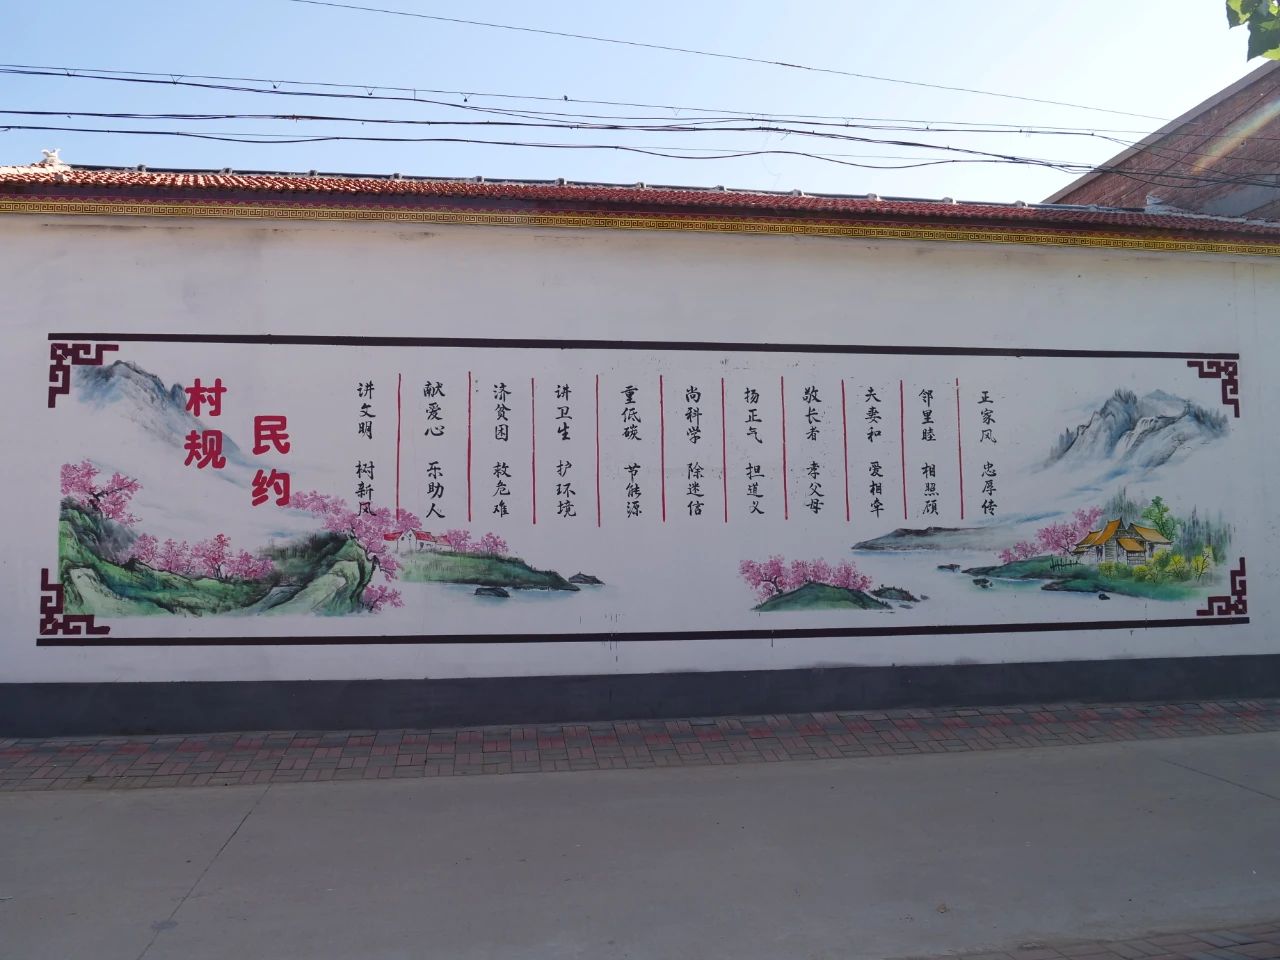 村规
民约
讲文明 树新风
献爱心 乐助人
济贫困 救危难
讲卫生 护环境
重低碳 节能源
尚科学 除迷信
扬正气 担道义
敬长者 孝父母
夫妻和 爱相牵
邻里睦 相照顾
正家风 忠厚传